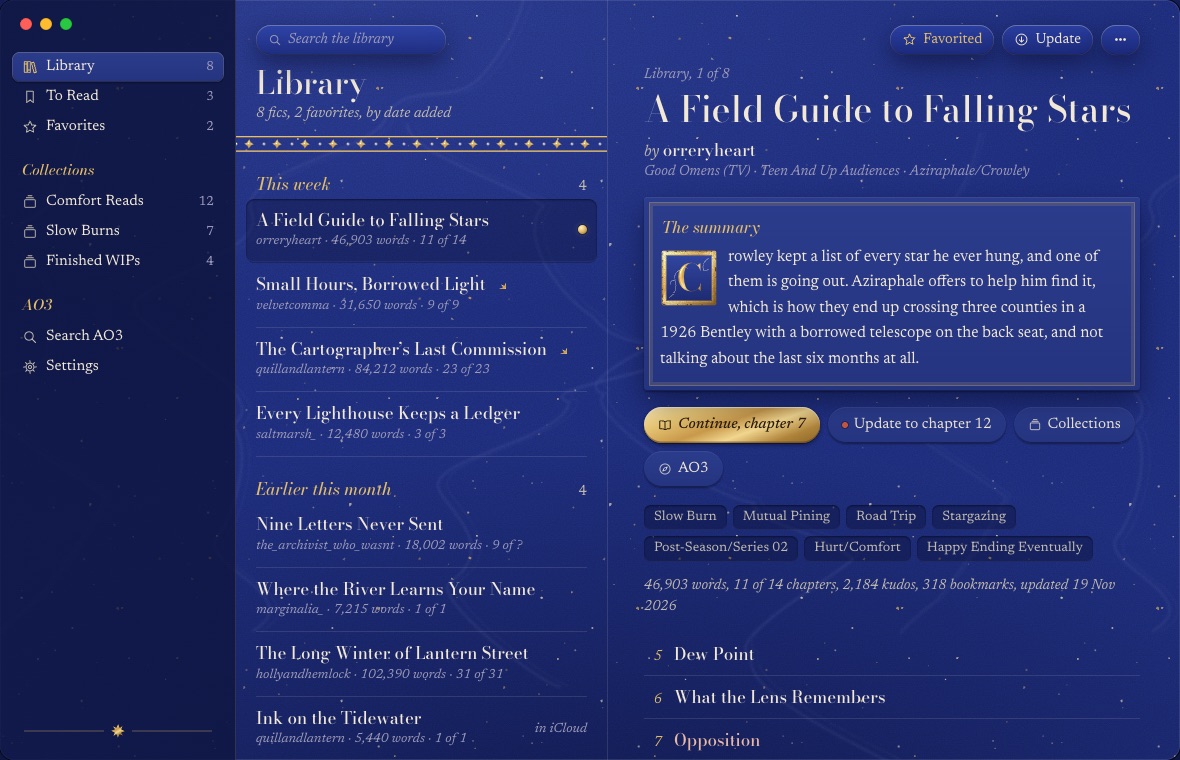 Library 8
To Read 3
Favorites 2
Collections
Comfort Reads 12
Slow Burns 7
Finished WIPs 4
AO3
Search AO3
Settings
Search the library
Library
8 fics, 2 favorites, by date added
This week 4
A Field Guide to Falling Stars
orreryheart · 46,903 words · 11 of 14
Small Hours, Borrowed Light
velvetcomma · 31,650 words · 9 of 9
The Cartographer’s Last Commission
quillandlantern · 84,212 words · 23 of 23
Every Lighthouse Keeps a Ledger
saltmarsh_ · 12,480 words · 3 of 3
Earlier this month 4
Nine Letters Never Sent
the_archivist_who_wasnt · 18,002 words · 9 of ?
Where the River Learns Your Name
marginalia_ · 7,215 words · 1 of 1
The Long Winter of Lantern Street
hollyandhemlock · 102,390 words · 31 of 31
Ink on the Tidewater
quillandlantern · 5,440 words · 1 of 1
in iCloud
Favorited
Update
Library, 1 of 8
A Field Guide to Falling Stars
by orreryheart
Good Omens (TV) · Teen And Up Audiences · Aziraphale/Crowley
The summary
Crowley kept a list of every star he ever hung, and one of
them is going out. Aziraphale offers to help him find it,
which is how they end up crossing three counties in a
1926 Bentley with a borrowed telescope on the back seat, and not
talking about the last six months at all.
Continue, chapter 7
Update to chapter 12
Collections
AO3
Slow Burn
Mutual Pining
Road Trip
Stargazing
Post-Season/Series 02
Hurt/Comfort
Happy Ending Eventually
46,903 words, 11 of 14 chapters, 2,184 kudos, 318 bookmarks, updated 19 Nov
2026
5 Dew Point
6 What the Lens Remembers
7 Opposition